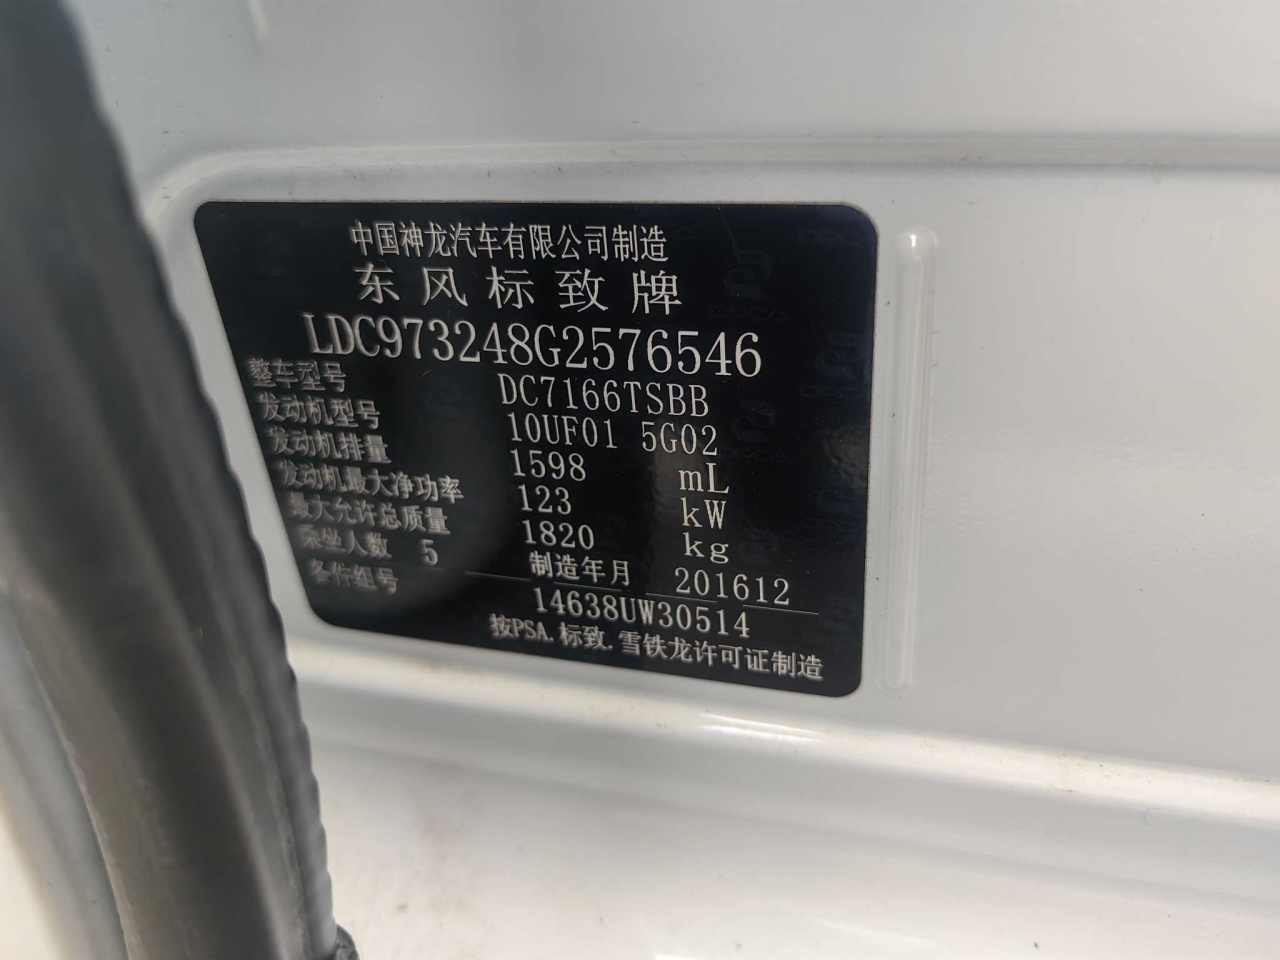 中国神龙汽车有限公司制造
东风标致牌
LDC973248G2576546
整车型号 DC7166TSBB
发动机型号 10UF01 5G02
发动机排量 1598 mL
发动机最大净功率 123 kW
最大允许总质量 1820 kg
乘坐人数 5 制造年月 201612
备件组号 14638UW30514
按PSA.标致.雪铁龙许可证制造